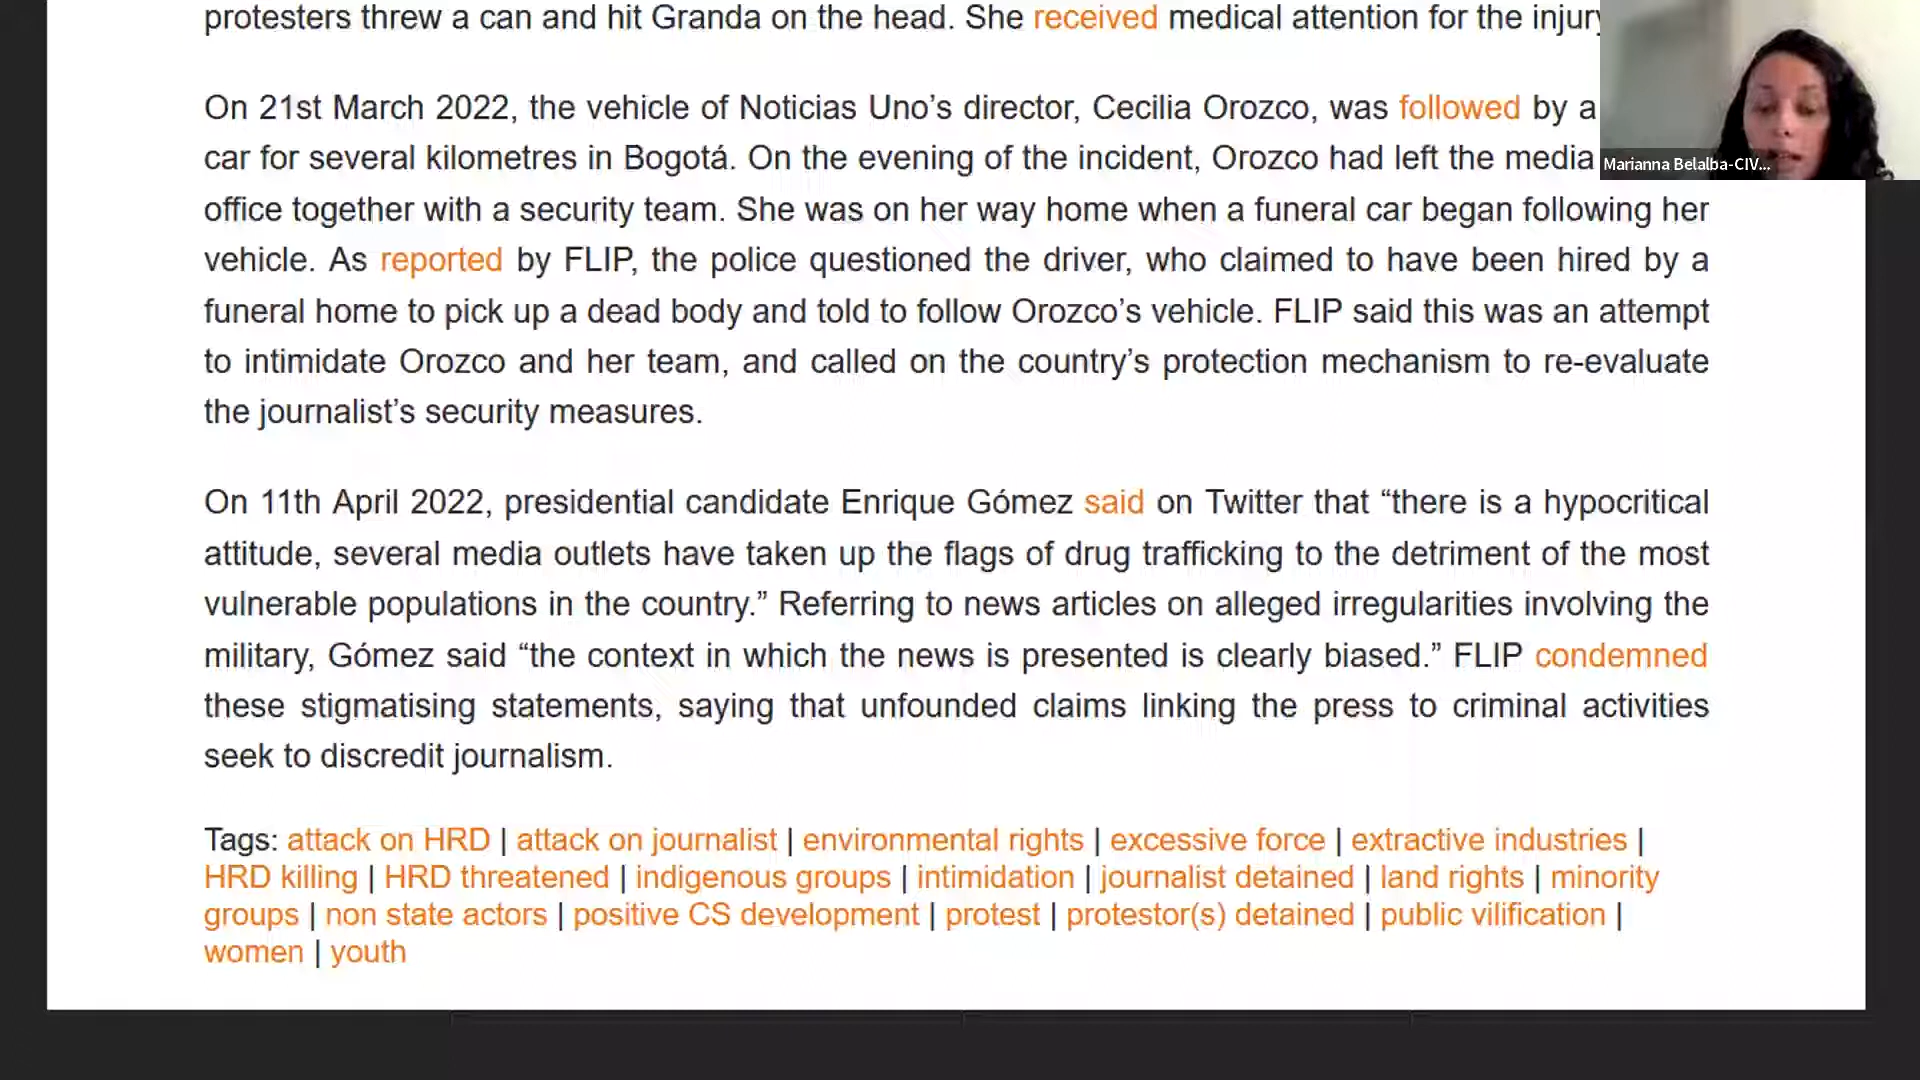 protesters threw a can and hit Granda on the head. She received medical attention for the injury
On 21st March 2022, the vehicle of Noticias Uno’s director, Cecilia Orozco, was followed by a
car for several kilometres in Bogotá. On the evening of the incident, Orozco had left the media
office together with a security team. She was on her way home when a funeral car began following her
vehicle. As reported by FLIP, the police questioned the driver, who claimed to have been hired by a
funeral home to pick up a dead body and told to follow Orozco’s vehicle. FLIP said this was an attempt
to intimidate Orozco and her team, and called on the country’s protection mechanism to re-evaluate
the journalist’s security measures.
On 11th April 2022, presidential candidate Enrique Gómez said on Twitter that “there is a hypocritical
attitude, several media outlets have taken up the flags of drug trafficking to the detriment of the most
vulnerable populations in the country.” Referring to news articles on alleged irregularities involving the
military, Gómez said “the context in which the news is presented is clearly biased.” FLIP condemned
these stigmatising statements, saying that unfounded claims linking the press to criminal activities
seek to discredit journalism.
Tags: attack on HRD | attack on journalist | environmental rights | excessive force | extractive industries |
HRD killing | HRD threatened | indigenous groups | intimidation | journalist detained | land rights | minority
groups | non state actors | positive CS development | protest | protestor(s) detained | public vilification |
women | youth
Marianna Belalba-CIV...